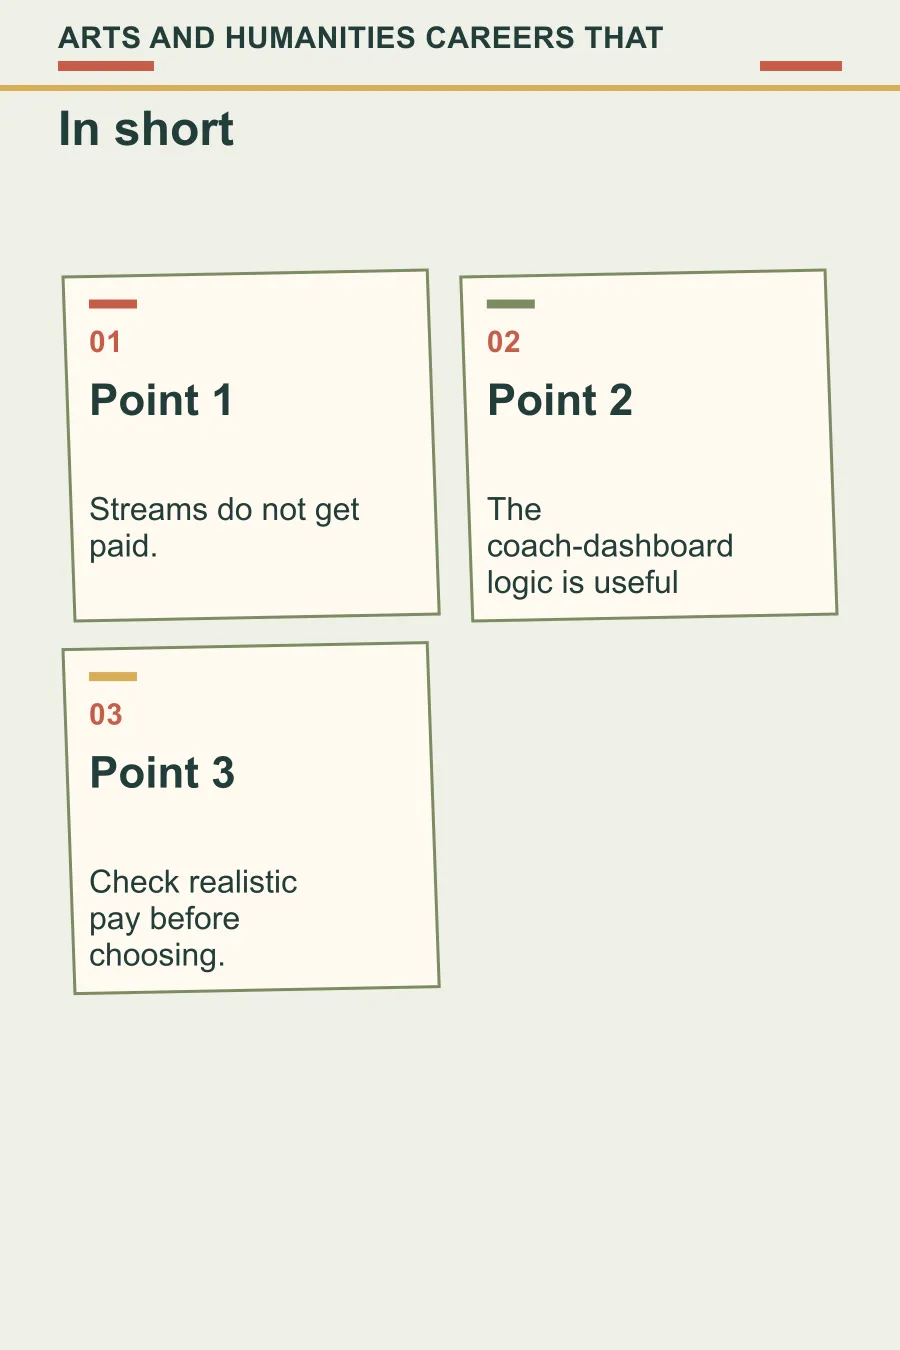 ARTS AND HUMANITIES CAREERS THAT
In short
01
Point 1
Streams do not get
paid.
02
Point 2
The
coach-dashboard
logic is useful
03
Point 3
Check realistic
pay before
choosing.